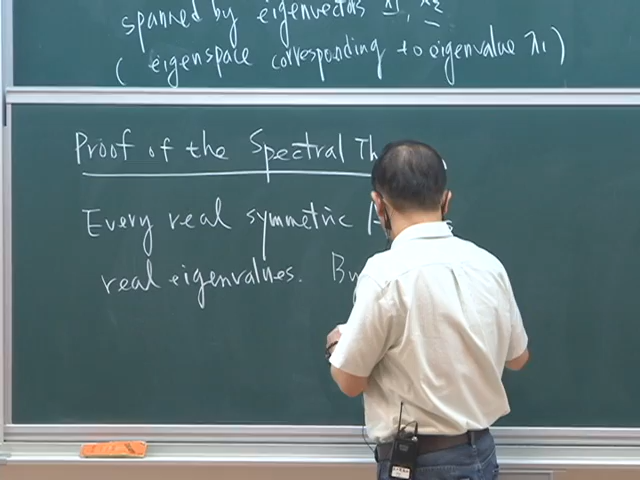 spanned by eigenvectors x1, x2
(eigenspace corresponding to eigenvalue λ1)
Proof of the Spectral Th
Every real symmetric A
real eigenvalues. By